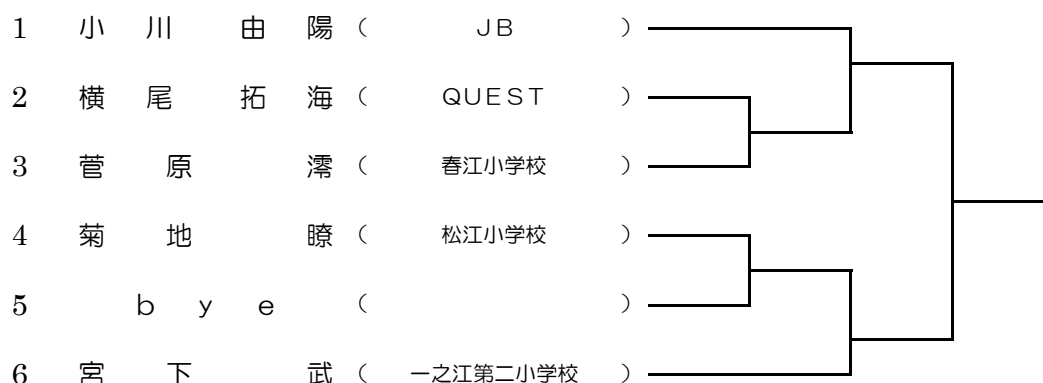 1 小川 由陽 ( JB )
2 横尾 拓海 ( QUEST )
3 菅原 澪 ( 春江小学校 )
4 菊地 瞭 ( 松江小学校 )
5 bye ( )
6 宮下 武 ( 一之江第二小学校 )